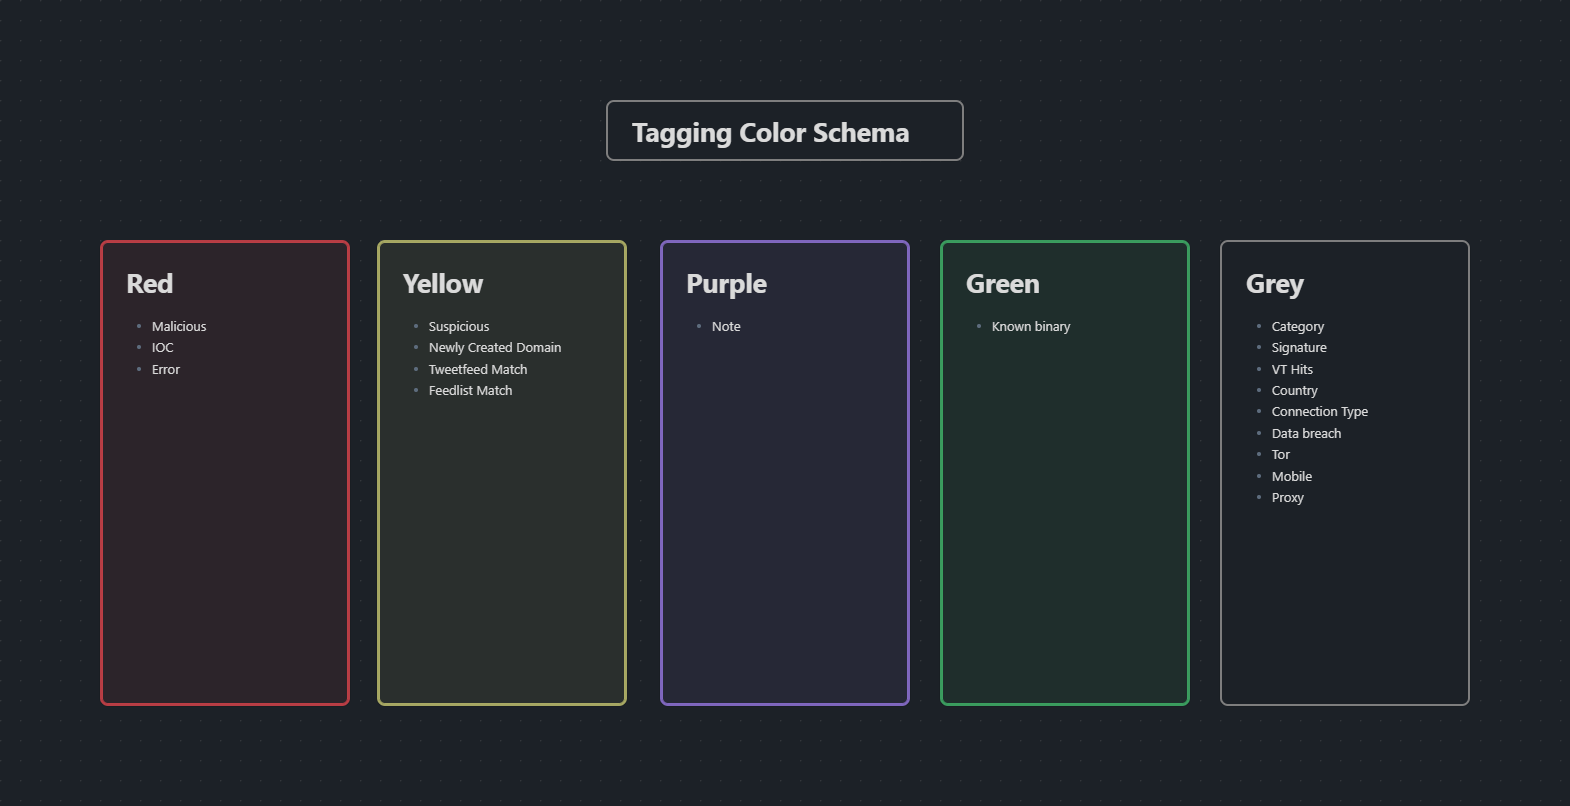 Tagging Color Schema
Red
Malicious
IOC
Error
Yellow
Suspicious
Newly Created Domain
Tweetfeed Match
Feedlist Match
Purple
Note
Green
Known binary
Grey
Category
Signature
VT Hits
Country
Connection Type
Data breach
Tor
Mobile
Proxy